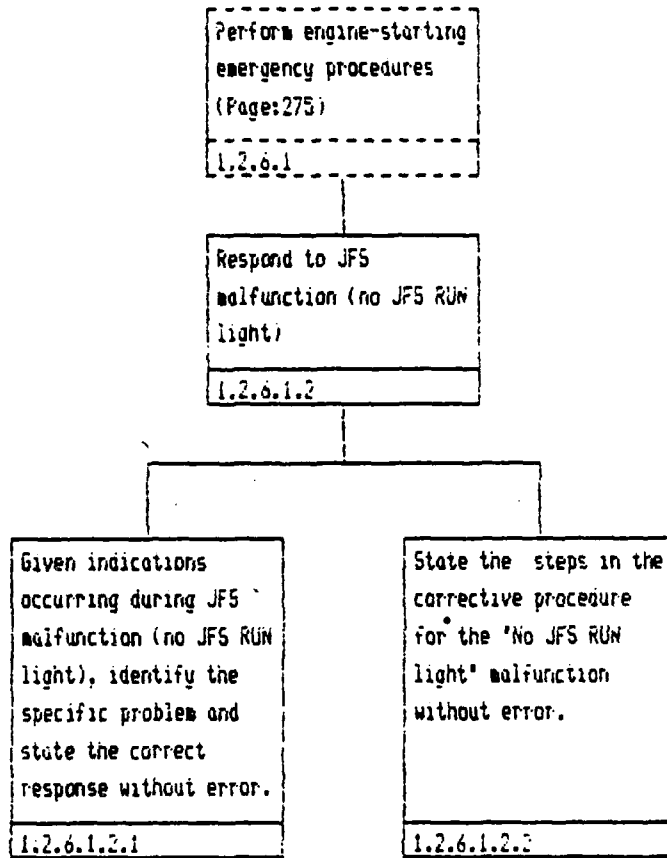 Perform engine-starting
emergency procedures
(Page:275)
1.2.6.1
Respond to JFS
malfunction (no JFS RUN
light)
1.2.6.1.2
Given indications
occurring during JFS
malfunction (no JFS RUN
light), identify the
specific problem and
state the correct
response without error.
1.2.6.1.2.1
State the steps in the
corrective procedure
for the "No JFS RUN
light" malfunction
without error.
1.2.6.1.2.2